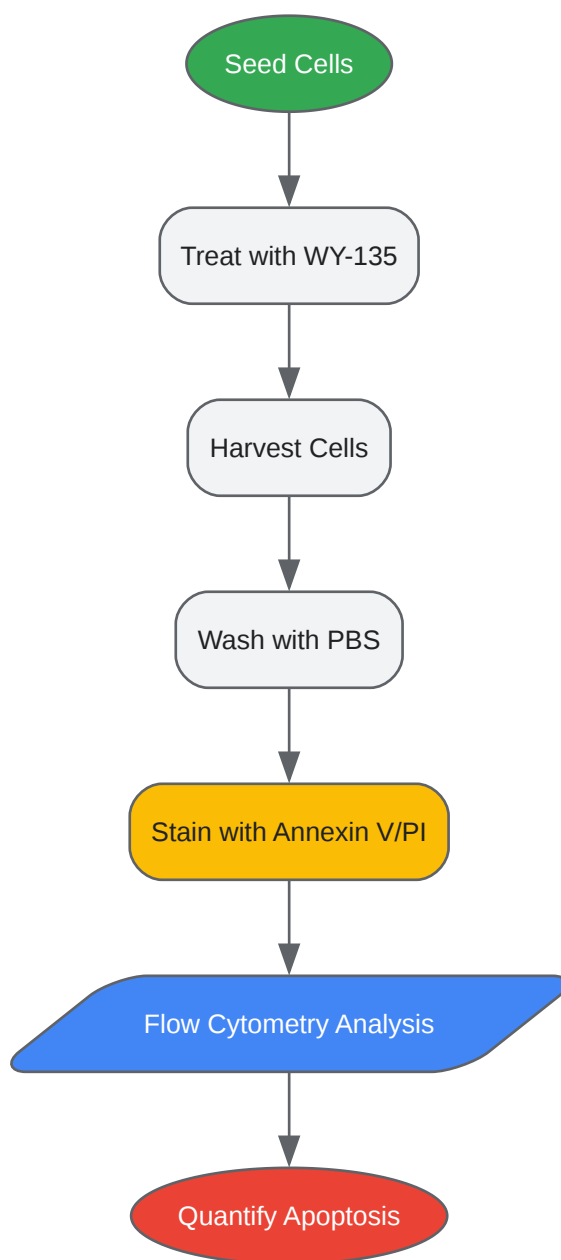 Seed Cells
Treat with WY-135
Harvest Cells
Wash with PBS
Stain with Annexin V/PI
Flow Cytometry Analysis
Quantify Apoptosis